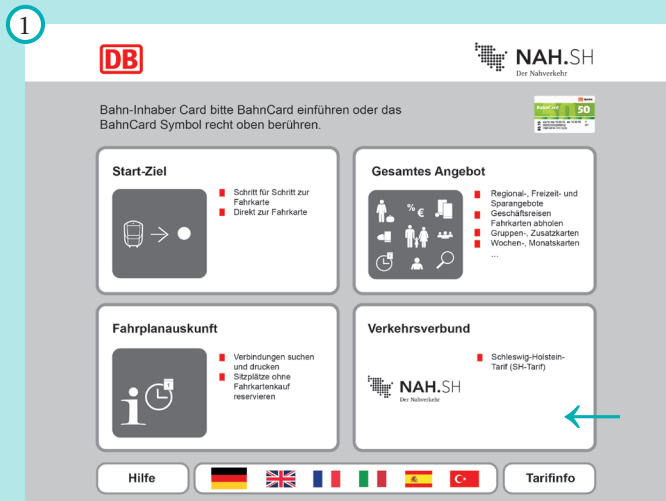 1
DB
NAH.SH
Der Nahverkehr
Bahn-Inhaber Card bitte BahnCard einführen oder das
BahnCard Symbol recht oben berühren.
50
Start-Ziel
Schritt für Schritt zur
Fahrkarte
Direkt zur Fahrkarte
Gesamtes Angebot
% €
1
Regional-, Freizeit- und
Sparangebote
Geschäftsreisen
Fahrkarten abholen
Gruppen-, Zusatzkarten
Wochen-, Monatskarten
...
Fahrplanauskunft
1
Verbindungen suchen
und drucken
Sitzplätze ohne
Fahrkartenkauf
reservieren
Verkehrsverbund
NAH.SH
Der Nahverkehr
Schleswig-Holstein-
Tarif (SH-Tarif)
Hilfe
Tarifinfo